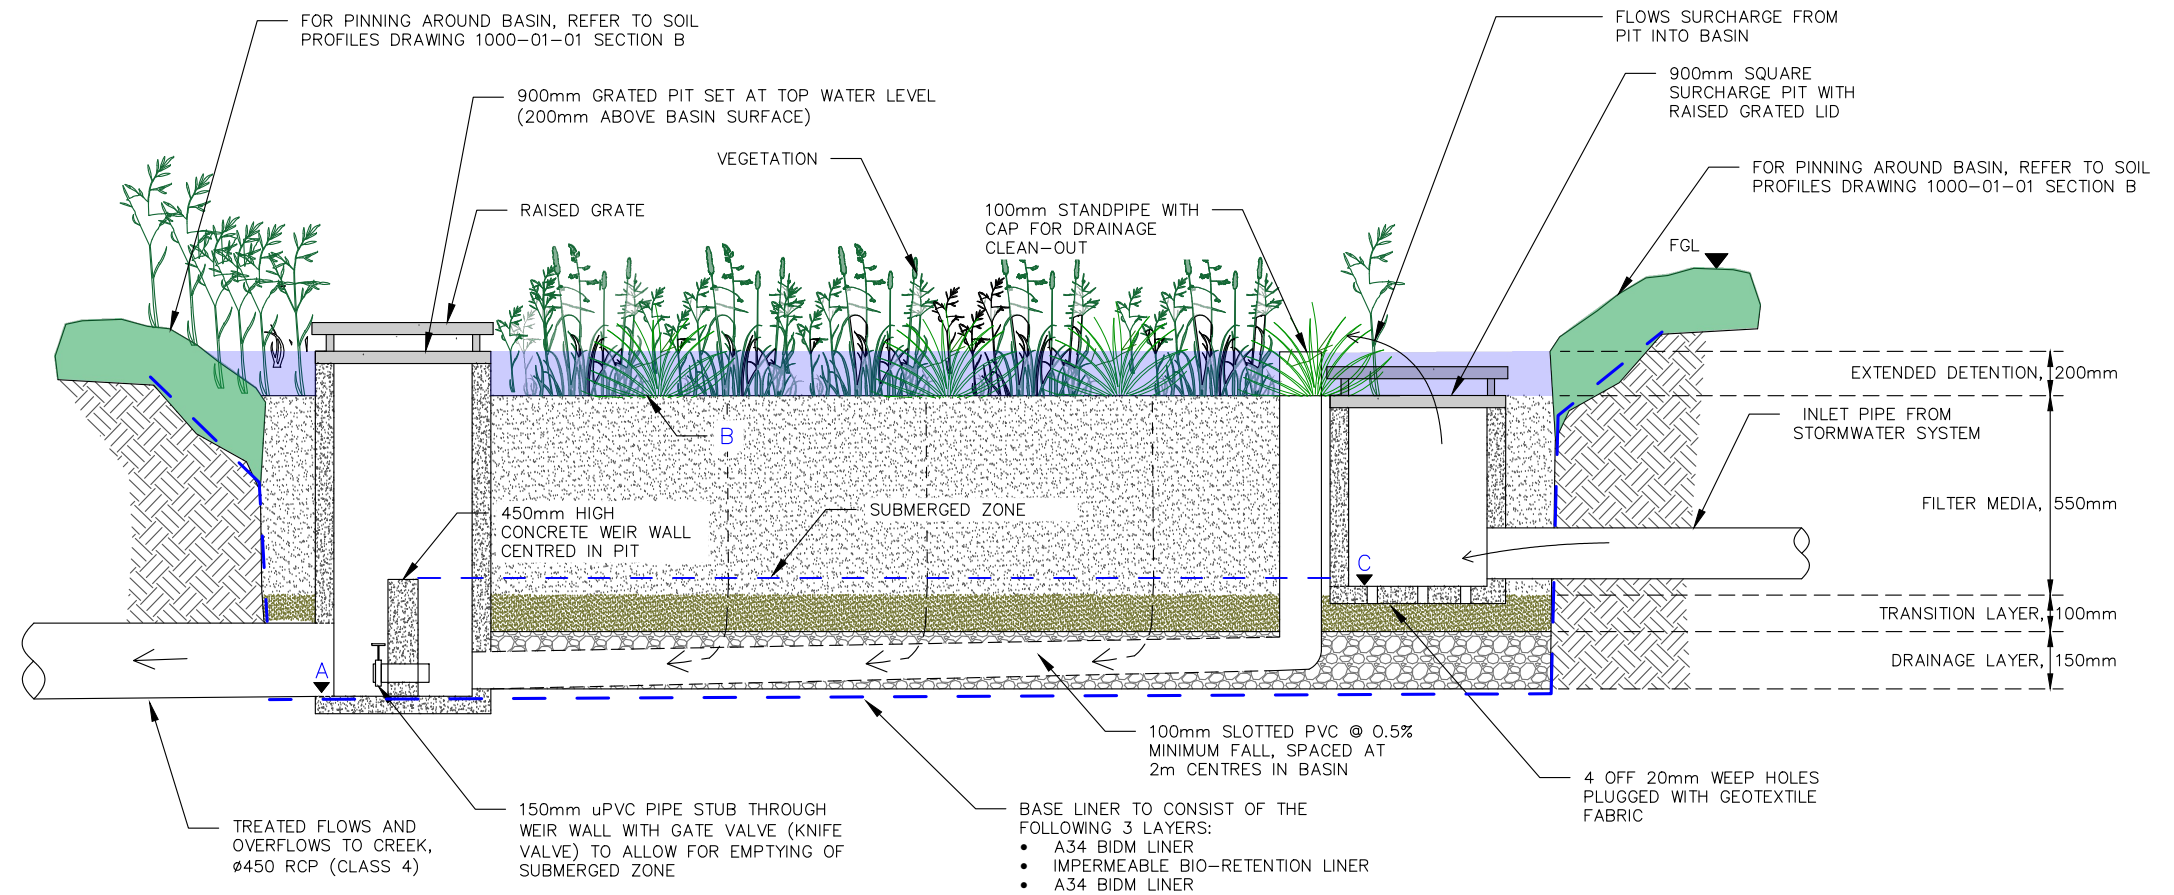 FOR PINNING AROUND BASIN, REFER TO SOIL
PROFILES DRAWING 1000-01-01 SECTION B
FLOWS SURCHARGE FROM
PIT INTO BASIN
900mm GRATED PIT SET AT TOP WATER LEVEL
(200mm ABOVE BASIN SURFACE)
900mm SQUARE
SURCHARGE PIT WITH
RAISED GRATED LID
VEGETATION
FOR PINNING AROUND BASIN, REFER TO SOIL
PROFILES DRAWING 1000-01-01 SECTION B
RAISED GRATE
100mm STANDPIPE WITH
CAP FOR DRAINAGE
CLEAN-OUT
FGL
EXTENDED DETENTION, 200mm
INLET PIPE FROM
STORMWATER SYSTEM
B
FILTER MEDIA, 550mm
450mm HIGH
CONCRETE WEIR WALL
CENTRED IN PIT
SUBMERGED ZONE
C
TRANSITION LAYER, 100mm
DRAINAGE LAYER, 150mm
A
100mm SLOTTED PVC @ 0.5%
MINIMUM FALL, SPACED AT
2m CENTRES IN BASIN
4 OFF 20mm WEEP HOLES
PLUGGED WITH GEOTEXTILE
FABRIC
TREATED FLOWS AND
OVERFLOWS TO CREEK,
ø450 RCP (CLASS 4)
150mm uPVC PIPE STUB THROUGH
WEIR WALL WITH GATE VALVE (KNIFE
VALVE) TO ALLOW FOR EMPTYING OF
SUBMERGED ZONE
BASE LINER TO CONSIST OF THE
FOLLOWING 3 LAYERS:
• A34 BIDM LINER
• IMPERMEABLE BIO-RETENTION LINER
• A34 BIDM LINER